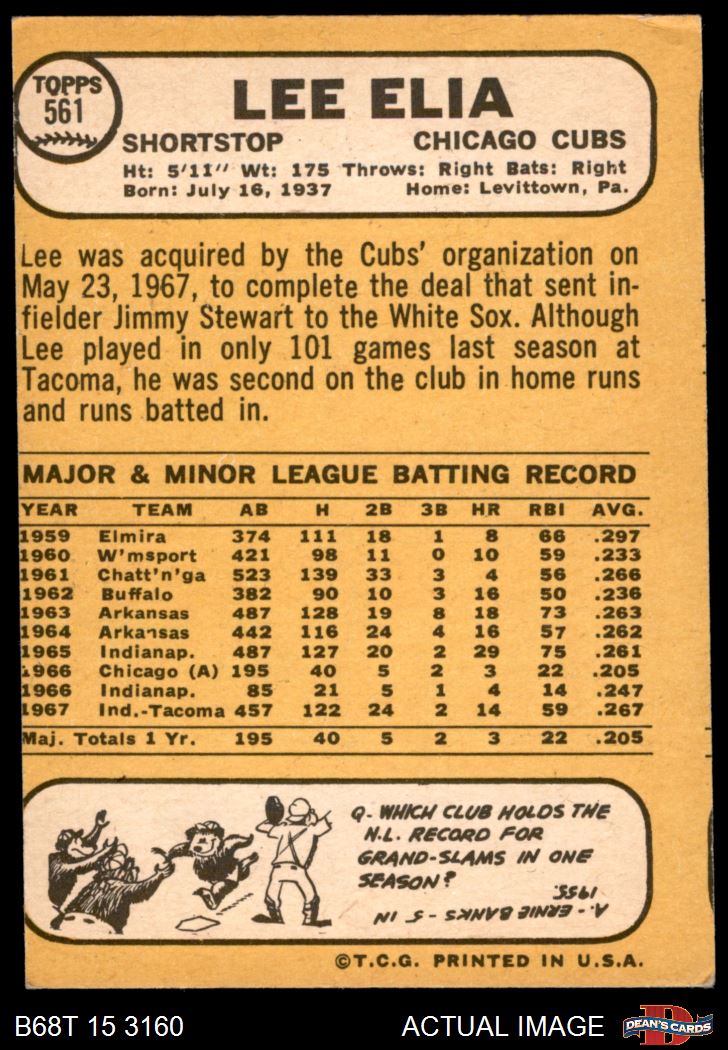 TOPPS
561
LEE ELIA
SHORTSTOP CHICAGO CUBS
Ht: 5'11" Wt: 175 Throws: Right Bats: Right
Born: July 16, 1937 Home: Levittown, Pa.
Lee was acquired by the Cubs' organization on
May 23, 1967, to complete the deal that sent in-
fielder Jimmy Stewart to the White Sox. Although
Lee played in only 101 games last season at
Tacoma, he was second on the club in home runs
and runs batted in.
MAJOR & MINOR LEAGUE BATTING RECORD
YEAR TEAM AB H 2B 3B HR RBI AVG.
1959 Elmira 374 111 18 1 8 66 .297
1960 W'msport 421 98 11 0 10 59 .233
1961 Chatt'n'ga 523 139 33 3 4 56 .266
1962 Buffalo 382 90 10 3 16 50 .236
1963 Arkansas 487 128 19 8 18 73 .263
1964 Arkansas 442 116 24 4 16 57 .262
1965 Indianap. 487 127 20 2 29 75 .261
1966 Chicago (A) 195 40 5 2 3 22 .205
1966 Indianap. 85 21 5 1 4 14 .247
1967 Ind.-Tacoma 457 122 24 2 14 59 .267
Maj. Totals 1 Yr. 195 40 5 2 3 22 .205
Q- WHICH CLUB HOLDS THE
N.L. RECORD FOR
GRAND-SLAMS IN ONE
SEASON?
A.- ERNIE BANKS - 5 IN
1955.
©T.C.G. PRINTED IN U.S.A.
B68T 15 3160 ACTUAL IMAGE
D
DEAN'S CARDS